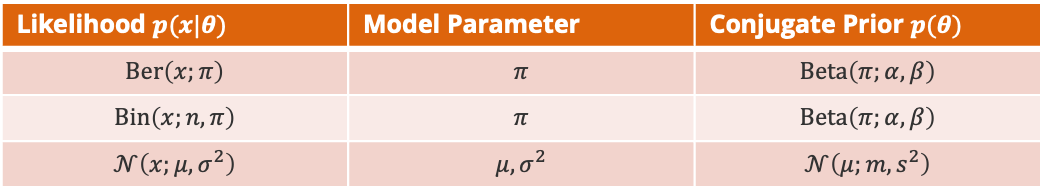 Likelihood p(x|θ) Model Parameter Conjugate Prior p(θ)
Ber(x; π) π Beta(π; α, β)
Bin(x; n, π) π Beta(π; α, β)
𝒩(x; μ, σ²) μ, σ² 𝒩(μ; m, s²)